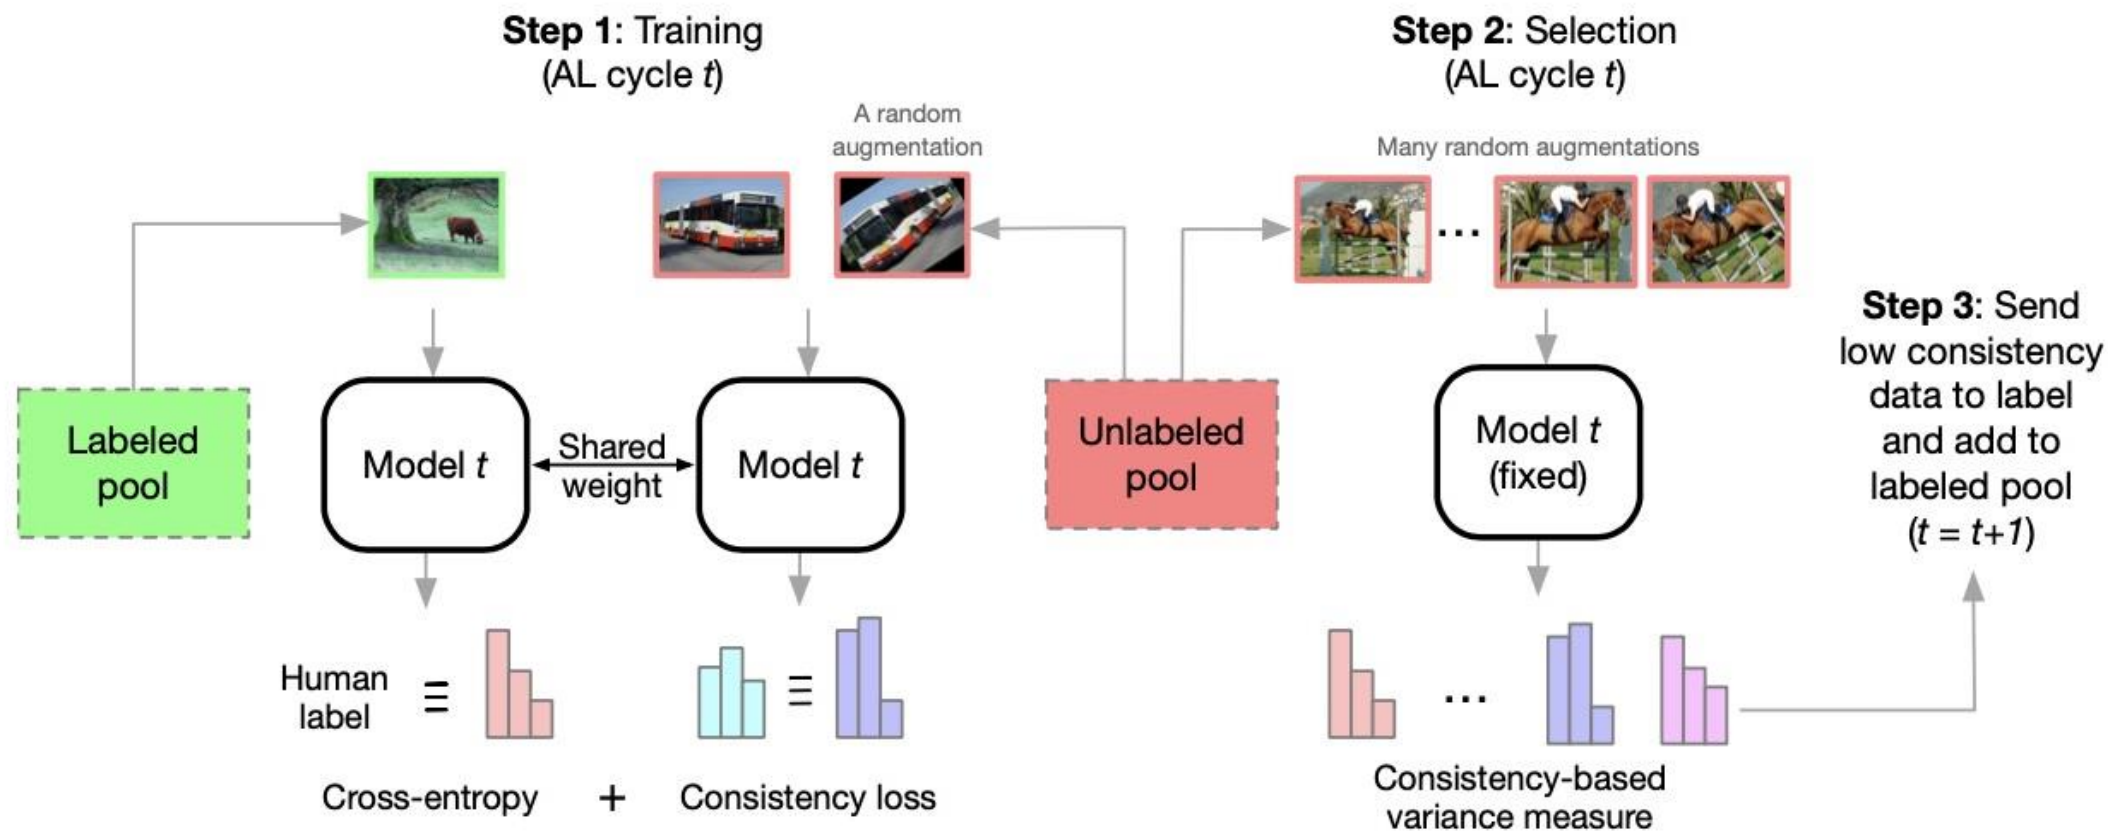 Step 1: Training
(AL cycle t)
Step 2: Selection
(AL cycle t)
A random
augmentation
Many random augmentations
Labeled
pool
Model t
Shared
weight
Model t
Unlabeled
pool
Model t
(fixed)
Step 3: Send
low consistency
data to label
and add to
labeled pool
(t = t+1)
Human
label
≡
≡
...
...
Cross-entropy + Consistency loss
Consistency-based
variance measure